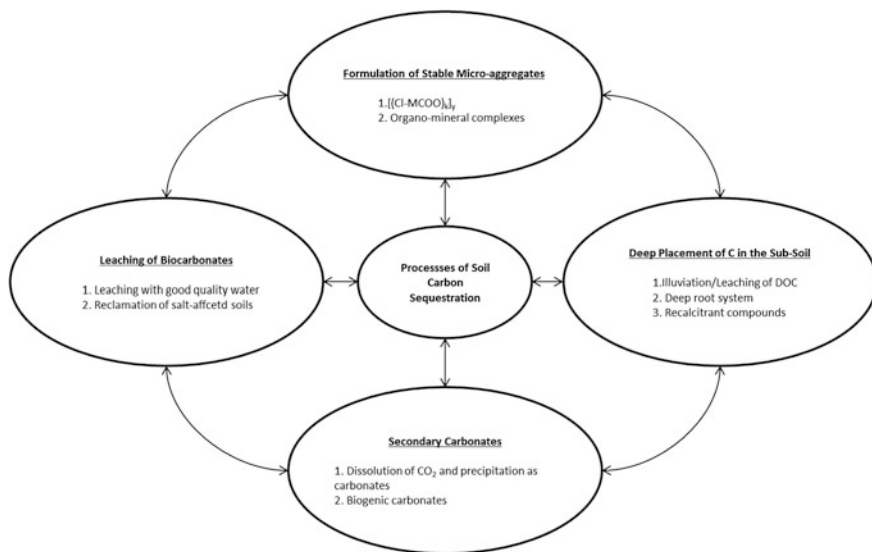 Formulation of Stable Micro-aggregates
1.[(Cl-MCOO)ₓ]ᵧ
2. Organo-mineral complexes
Leaching of Biocarbonates
1. Leaching with good quality water
2. Reclamation of salt-affcetd soils
Processses of Soil
Carbon
Sequestration
Deep Placement of C in the Sub-Soil
1.Illuviation/Leaching of DOC
2. Deep root system
3. Recalcitrant compounds
Secondary Carbonates
1. Dissolution of CO₂ and precipitation as
carbonates
2. Biogenic carbonates